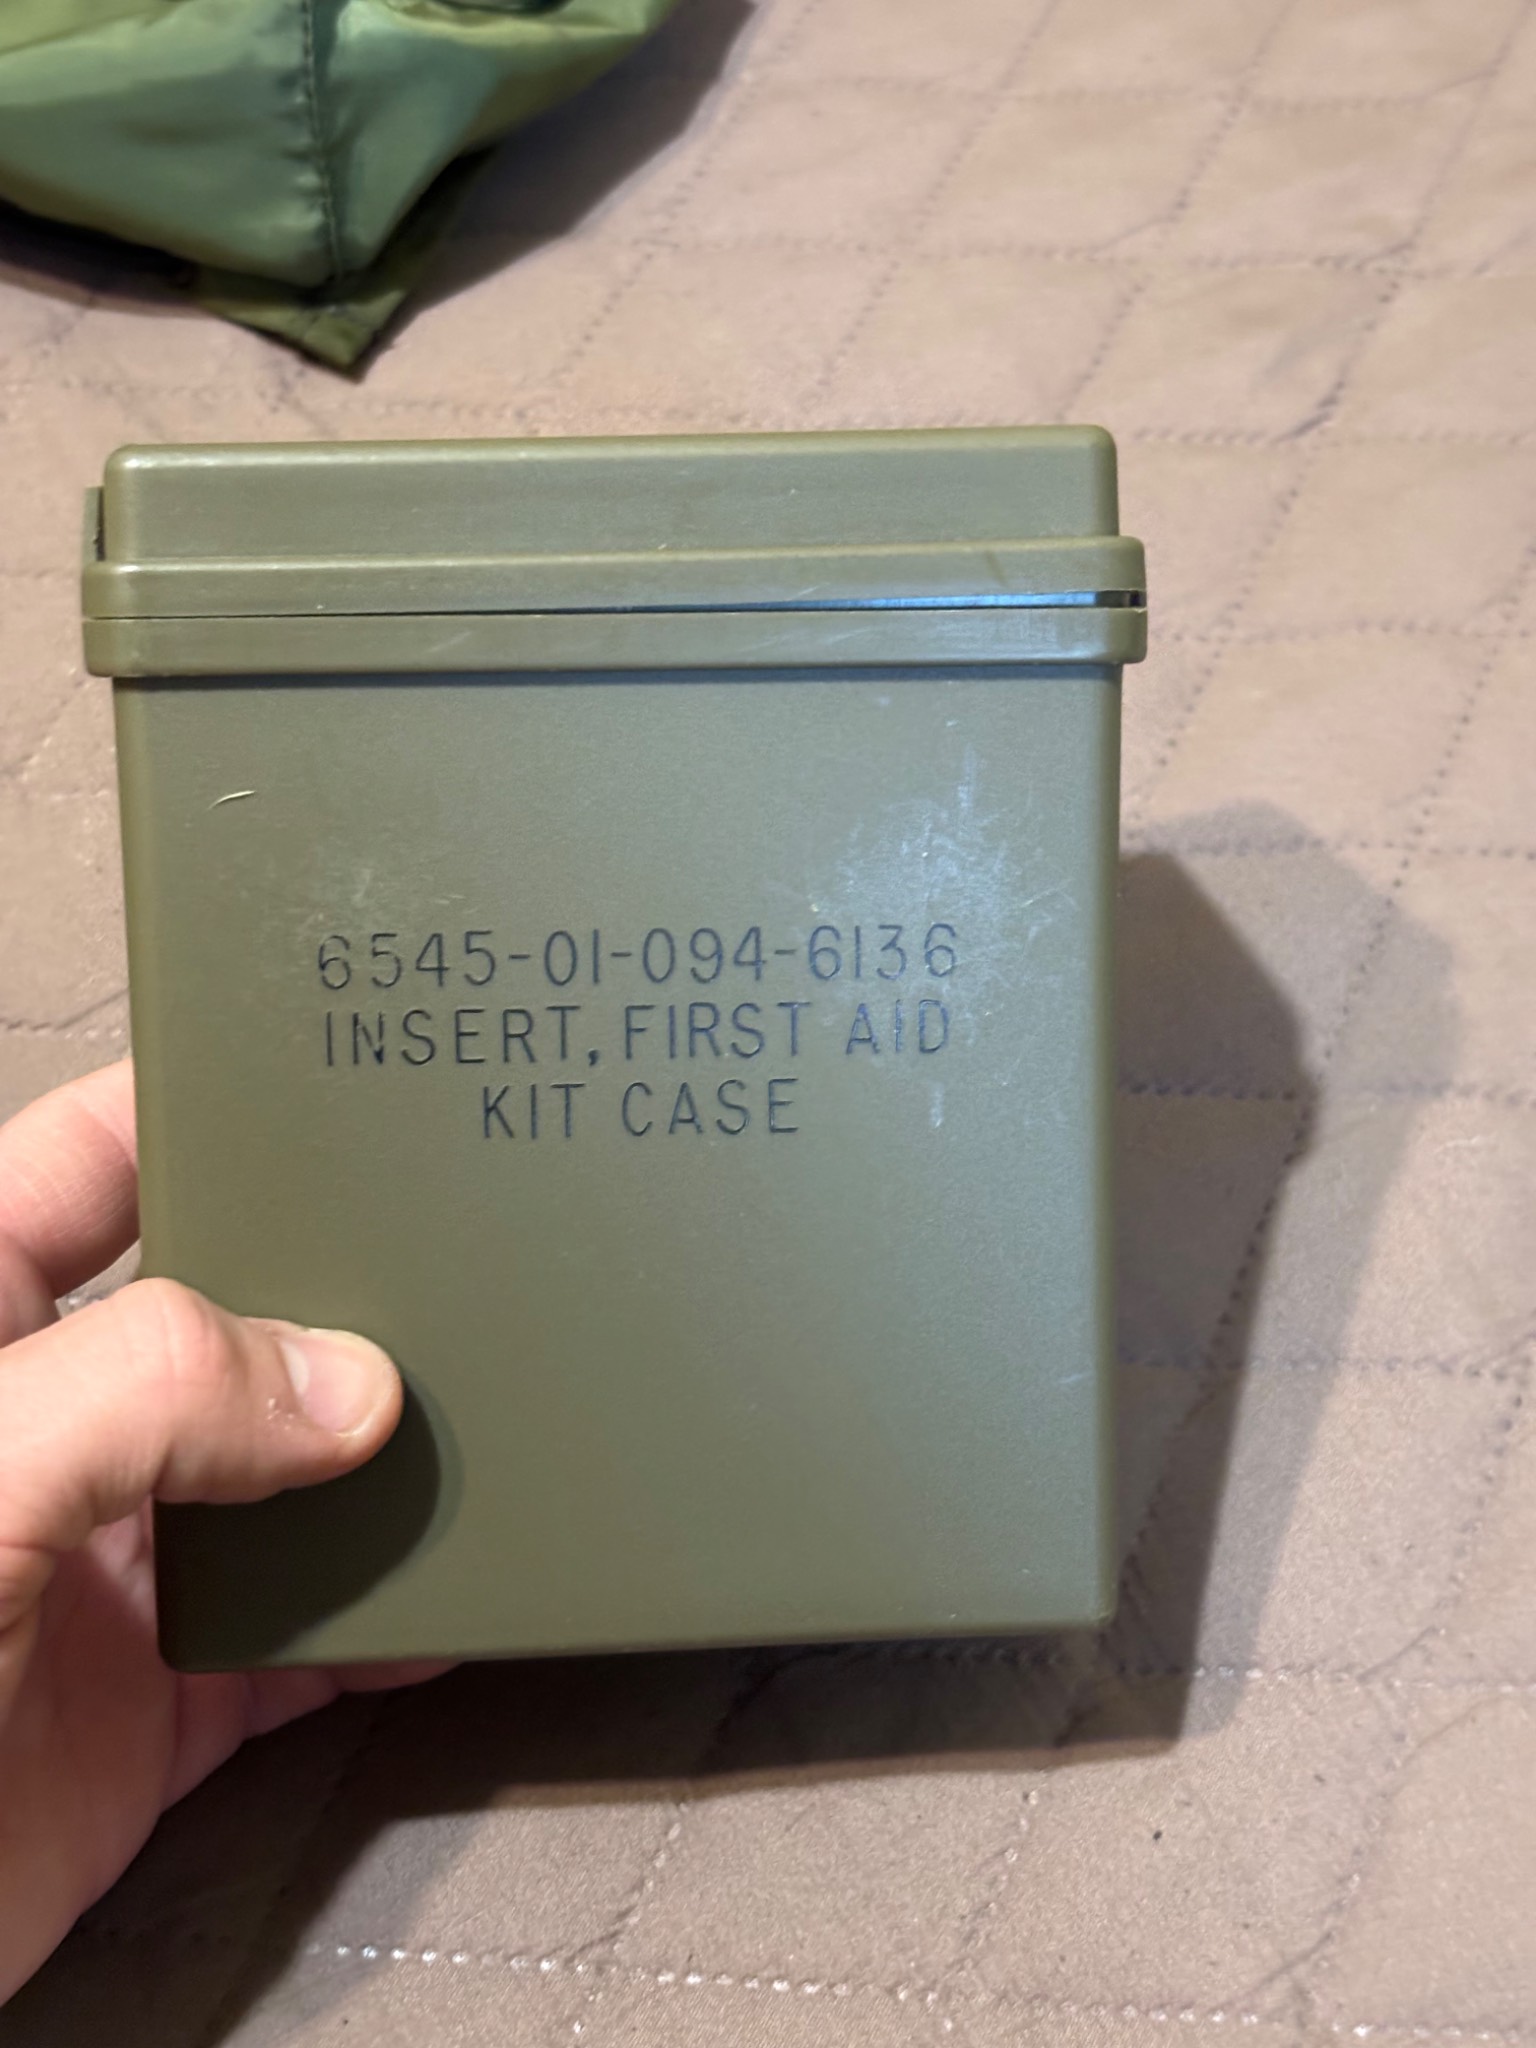 6545-01-094-6136
INSERT, FIRST AID
KIT CASE